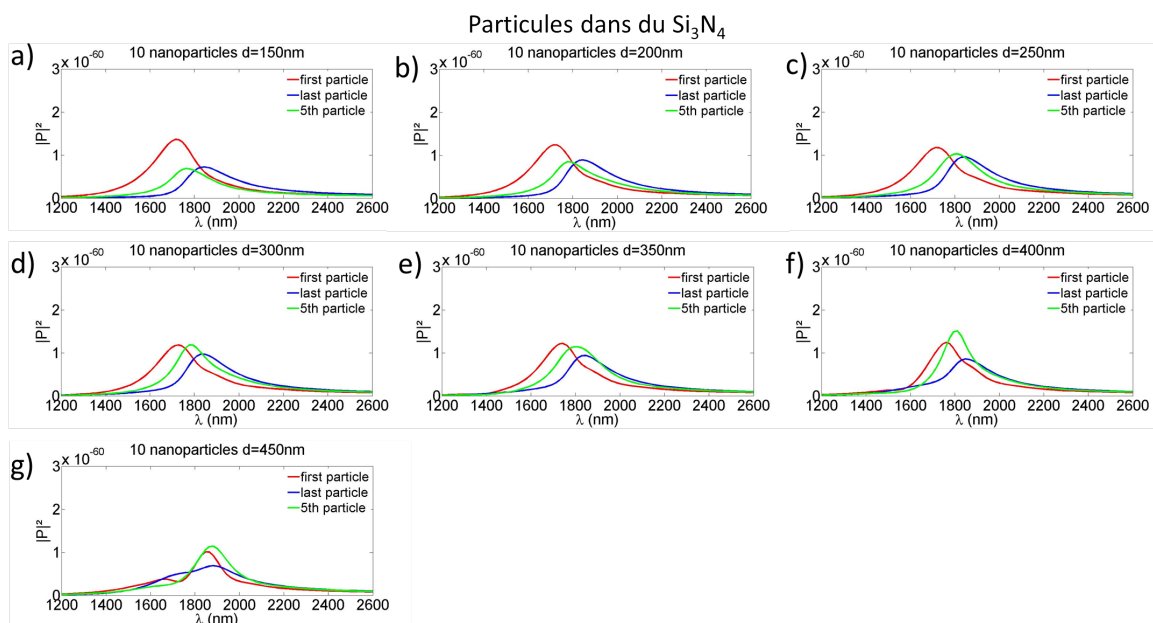 Particules dans du Si₃N₄
a)
10 nanoparticles d=150nm
3 × 10⁻⁶⁰
2
1
0
|P|²
1200 1400 1600 1800 2000 2200 2400 2600
λ (nm)
first particle
last particle
5th particle
b)
10 nanoparticles d=200nm
3 × 10⁻⁶⁰
2
1
0
|P|²
1200 1400 1600 1800 2000 2200 2400 2600
λ (nm)
first particle
last particle
5th particle
c)
10 nanoparticles d=250nm
3 × 10⁻⁶⁰
2
1
0
|P|²
1200 1400 1600 1800 2000 2200 2400 2600
λ (nm)
first particle
last particle
5th particle
d)
10 nanoparticles d=300nm
3 × 10⁻⁶⁰
2
1
0
|P|²
1200 1400 1600 1800 2000 2200 2400 2600
λ (nm)
first particle
last particle
5th particle
e)
10 nanoparticles d=350nm
3 × 10⁻⁶⁰
2
1
0
|P|²
1200 1400 1600 1800 2000 2200 2400 2600
λ (nm)
first particle
last particle
5th particle
f)
10 nanoparticles d=400nm
3 × 10⁻⁶⁰
2
1
0
|P|²
1200 1400 1600 1800 2000 2200 2400 2600
λ (nm)
first particle
last particle
5th particle
g)
10 nanoparticles d=450nm
3 × 10⁻⁶⁰
2
1
0
|P|²
1200 1400 1600 1800 2000 2200 2400 2600
λ (nm)
first particle
last particle
5th particle